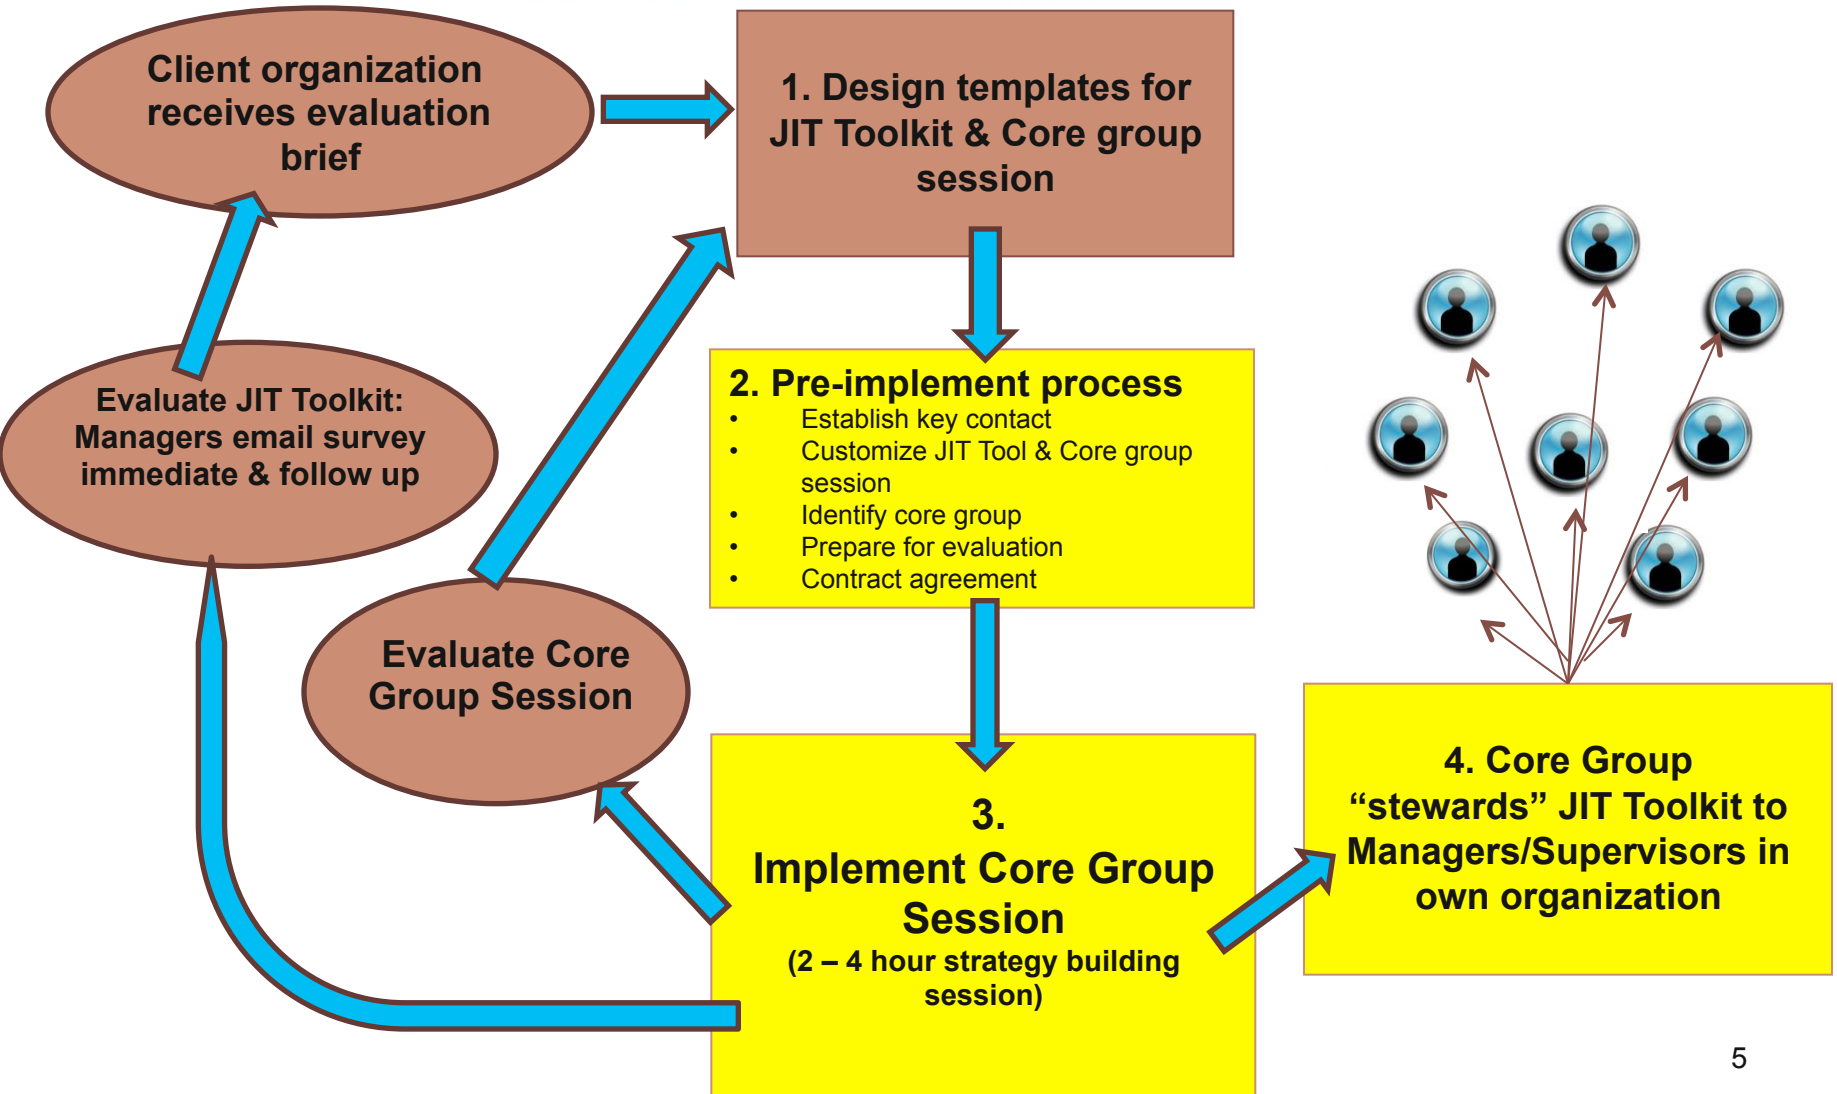 Client organization
receives evaluation
brief
1. Design templates for
JIT Toolkit & Core group
session
Evaluate JIT Toolkit:
Managers email survey
immediate & follow up
2. Pre-implement process
• Establish key contact
• Customize JIT Tool & Core group
session
• Identify core group
• Prepare for evaluation
• Contract agreement
Evaluate Core
Group Session
3.
Implement Core Group
Session
(2 – 4 hour strategy building
session)
4. Core Group
“stewards” JIT Toolkit to
Managers/Supervisors in
own organization
5